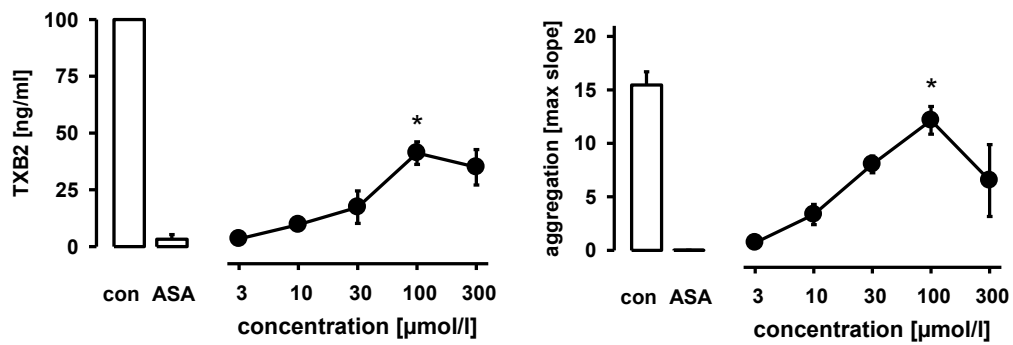 TXB2 [ng/ml]
100
75
50
25
0
con ASA
*
3 10 30 100 300
concentration [µmol/l]
aggregation [max slope]
20
15
10
5
0
con ASA
*
3 10 30 100 300
concentration [µmol/l]